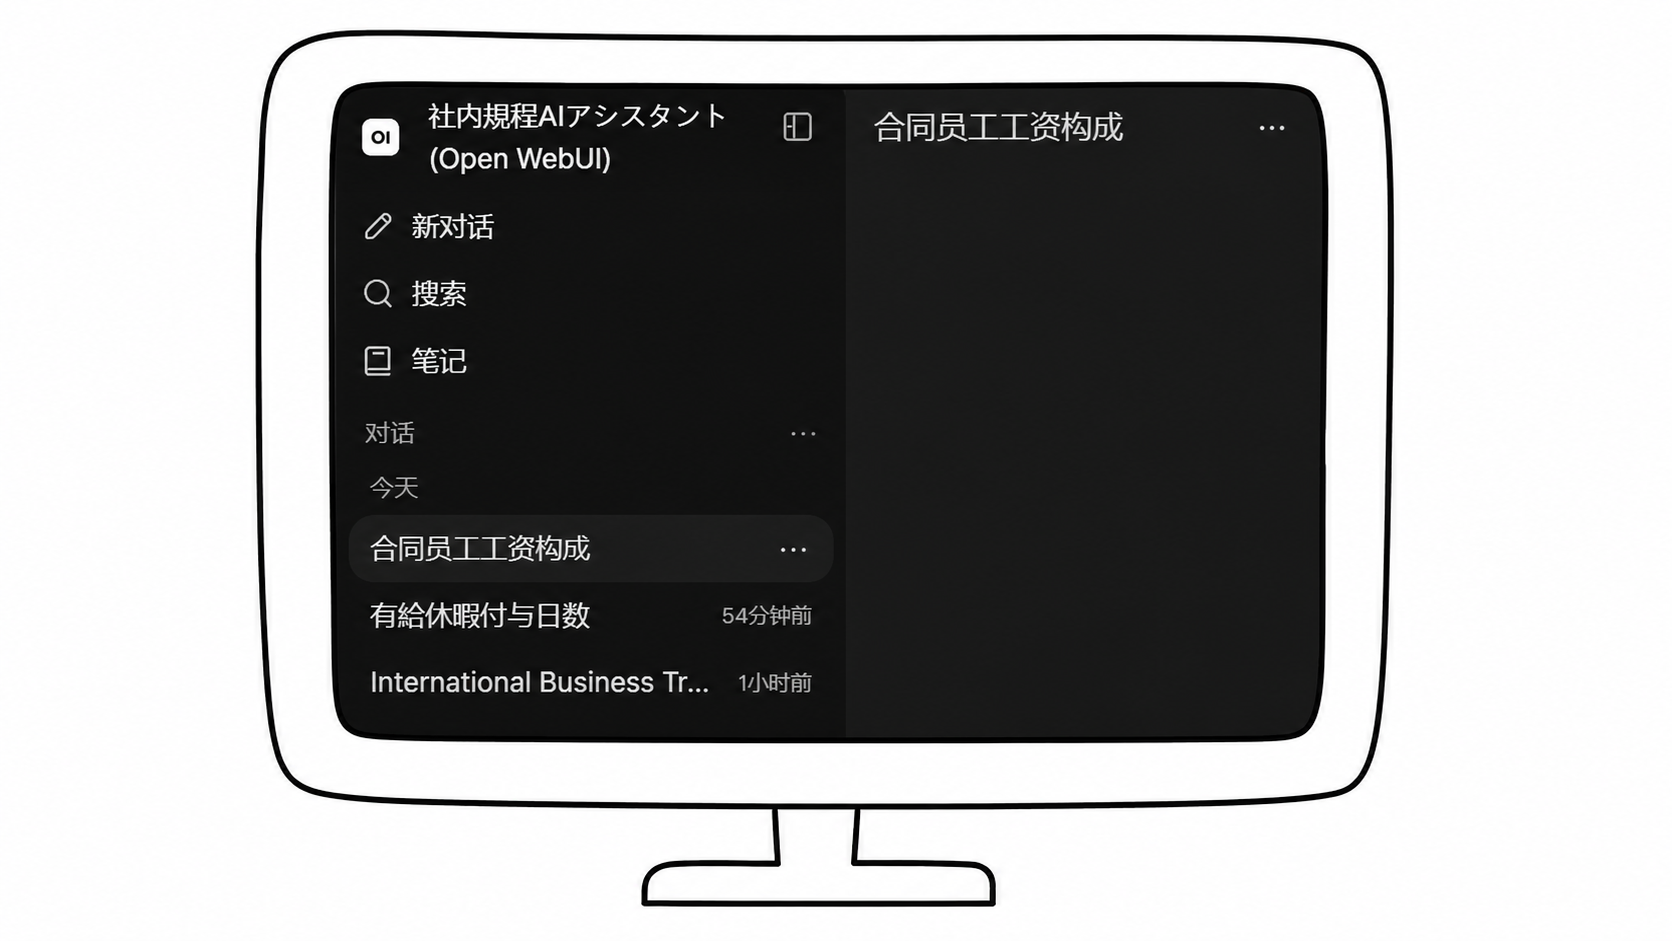 OI
社内規程AIアシスタント
(Open WebUI)
新对话
搜索
笔记
对话
...
今天
合同员工工资构成
...
有給休暇付与日数
54分钟前
International Business Tr...
1小时前
合同员工工资构成
...